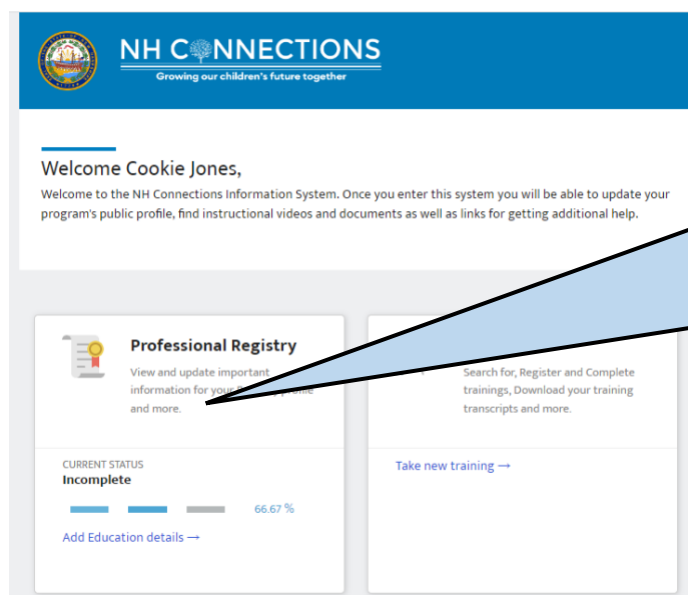 NH CONNECTIONS
Growing our children's future together
Welcome Cookie Jones,
Welcome to the NH Connections Information System. Once you enter this system you will be able to update your
program's public profile, find instructional videos and documents as well as links for getting additional help.
Professional Registry
View and update important
information for your
and more.
CURRENT STATUS
Incomplete
66.67 %
Add Education details →
Search for, Register and Complete
trainings, Download your training
transcripts and more.
Take new training →